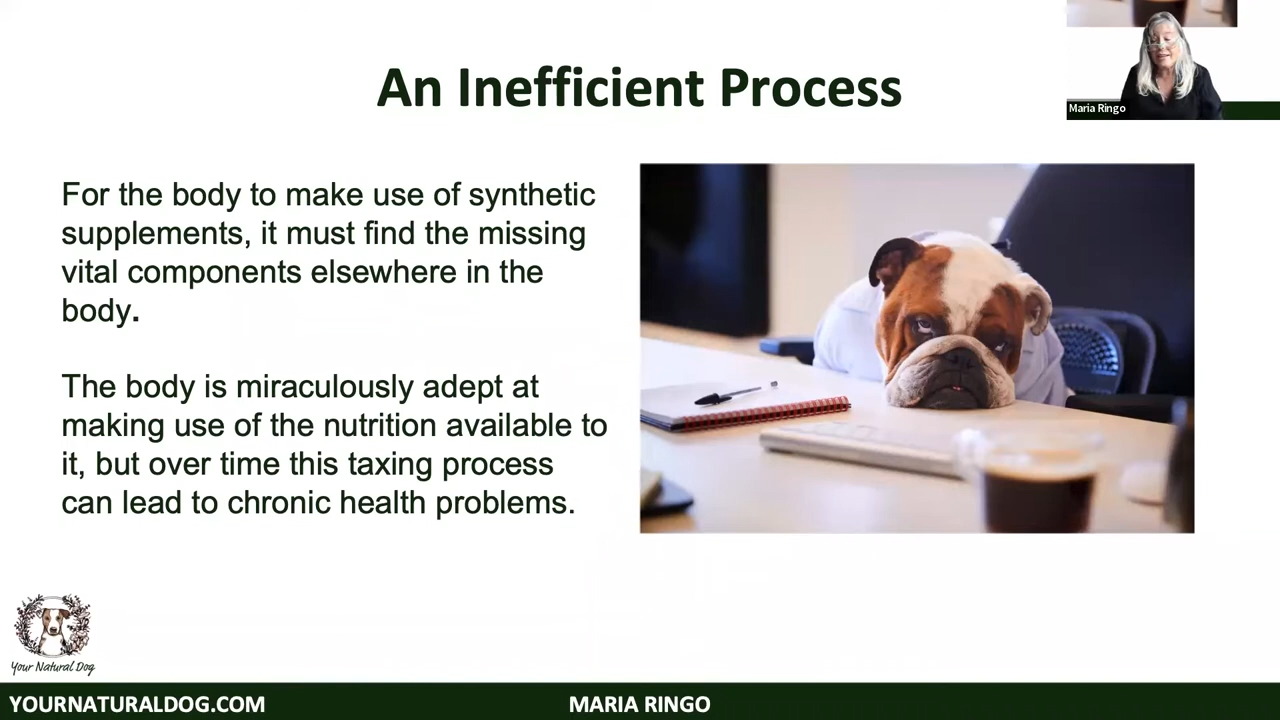 An Inefficient Process
Maria Ringo
For the body to make use of synthetic
supplements, it must find the missing
vital components elsewhere in the
body.
The body is miraculously adept at
making use of the nutrition available to
it, but over time this taxing process
can lead to chronic health problems.
Your Natural Dog
YOURNATURALDOG.COM
MARIA RINGO